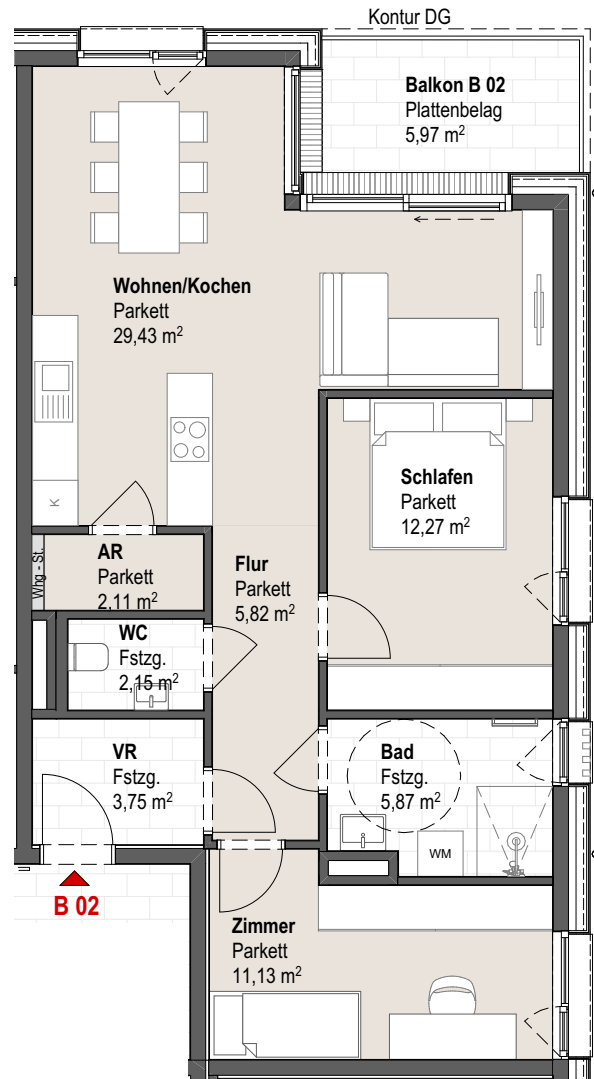 Kontur DG
Balkon B 02
Plattenbelag
5,97 m²
Wohnen/Kochen
Parkett
29,43 m²
K
Schlafen
Parkett
12,27 m²
Whg - St.
AR
Parkett
2,11 m²
Flur
Parkett
5,82 m²
WC
Fstzg.
2,15 m²
VR
Fstzg.
3,75 m²
Bad
Fstzg.
5,87 m²
WM
B 02
Zimmer
Parkett
11,13 m²